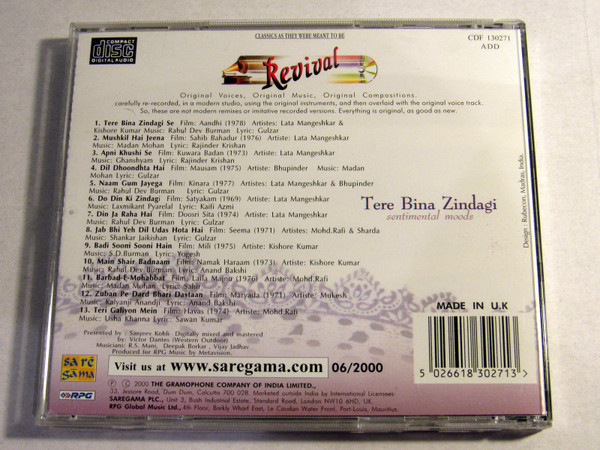 CLASSICS AS THEY WERE MEANT TO BE
COMPACT
disc
DIGITAL AUDIO
Revival
CDF 130271
ADD
Original Voices, Original Music, Original Compositions.
..carefully re-recorded, in a modern studio, using the original instruments, and then overlaid with the original voice track.
So, these are not modern remixes or imitative recorded versions. Everything is original, as good as new.
1. Tere Bina Zindagi Se Film: Aandhi (1978) Artistes: Lata Mangeshkar &
Kishore Kumar Music: Rahul Dev Burman Lyric: Gulzar
2. Mushkil Hai Jeena Film: Sahib Bahadur (1976) Artists: Lata Mangeshkar
Music: Madan Mohan Lyric: Rajinder Krishan
3. Apni Khushi Se Film: Kuwara Badan (1973) Artistes: Lata Mangeshkar
Music: Ghanshyam Lyric: Rajinder Krishan
4. Dil Dhoondhta Hai Film: Mausam (1975) Artistes: Bhupinder Music: Madan
Mohan Lyric: Gulzar
5. Naam Gum Jayega Film: Kinara (1977) Artistes: Lata Mangeshkar & Bhupinder
Music: Rahul Dev Burman Lyric: Gulzar
6. Do Din Ki Zindagi Film: Satyakam (1969) Artiste: Lata Mangeshkar
Music: Laxmikant Pyarelal Lyric: Kaifi Azmi
7. Din Ja Raha Hai Film: Doosri Sita (1974) Artiste: Lata Mangeshkar
Music: Rahul Dev Burman Lyric: Gulzar
8. Jab Bhi Yeh Dil Udas Hota Hai Film: Seema (1971) Artistes: Mohd.Rafi & Sharda
Music: Shankar Jaikishan Lyric: Gulzar
9. Badi Sooni Sooni Hain Film: Mili (1975) Artiste: Kishore Kumar
Music: S.D.Burman Lyric: Yogesh
10. Main Shair Badnaam Film: Namak Haraam (1973) Artiste: Kishore Kumar
Music: Rahul Dev Burman Lyric: Anand Bakshi
11. Barbad-E-Mohabbat Film: Laila Majnu (1976) Artiste: Mohd.Rafi
Music: Madan Mohan Lyric: Sahir
12. Zuban Pe Dard Bhari Dastaan Film: Maryada (1971) Artiste: Mukesh
Music: Kalyanji Anandji Lyric: Anand Bakshi
13. Teri Galiyon Mein Film: Havas (1974) Artiste: Mohd.Rafi
Music: Usha Khanna Lyric: Sawan Kumar
Tere Bina Zindagi
sentimental moods
Design : Rubecon, Madras, India.
Presented by : Sanjeev Kohli Digitally mixed and mastered
by: Victor Dantes (Western Outdoor)
Musicians: R.S. Mani, Deepak Borkar, Vijay Jadhav
Produced for RPG Music by Metavision.
MADE IN U.K
sarega
gama
RPG
Visit us at www.saregama.com 06/2000
5 026618 302713
℗ © 2000 THE GRAMOPHONE COMPANY OF INDIA LIMITED.,
33, Jessore Road, Dum Dum, Calcutta 700 028. Marketed outside India by International Licensees.
SAREGAMA PLC., Unit 3, Bush Industrial Estate, Standard Road, London NW10 6HD, UK.
RPG Global Music Ltd., 4th Floor, Barkly Wharf East, Le Caudan Water Front, Port-Louis, Mauritius.